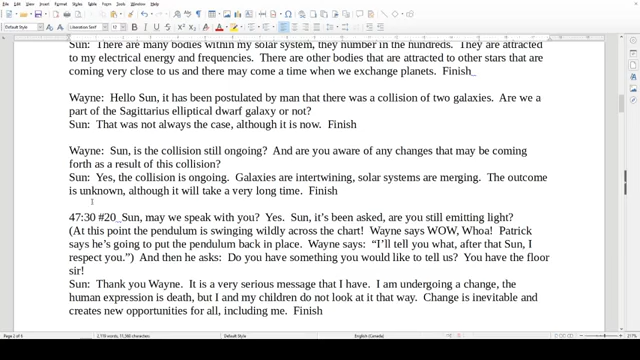 Default Style
Liberation Serif
12
Sun:  There are many bodies within my solar system, they number in the hundreds.  They are attracted
to my electrical energy and frequencies.  There are other bodies that are attracted to other stars that are
coming very close to us and there may come a time when we exchange planets.  Finish_
Wayne:  Hello Sun, it has been postulated by man that there was a collision of two galaxies.  Are we a
part of the Sagittarius elliptical dwarf galaxy or not?
Sun:  That was not always the case, although it is now.  Finish
Wayne:  Sun, is the collision still ongoing?  And are you aware of any changes that may be coming
forth as a result of this collision?
Sun:  Yes, the collision is ongoing.  Galaxies are intertwining, solar systems are merging.  The outcome
is unknown, although it will take a very long time.  Finish
47:30 #20_Sun, may we speak with you?  Yes.  Sun, it's been asked, are you still emitting light?
(At this point the pendulum is swinging wildly across the chart!  Wayne says WOW, Whoa!  Patrick
says he's going to put the pendulum back in place.  Wayne says:  “I'll tell you what, after that Sun, I
respect you.”)  And then he asks:  Do you have something you would like to tell us?  You have the floor
sir!
Sun:  Thank you Wayne.  It is a very serious message that I have.  I am undergoing a change, the
human expression is death, but I and my children do not look at it that way.  Change is inevitable and
creates new opportunities for all, including me.  Finish
Default Style
English (Canada)